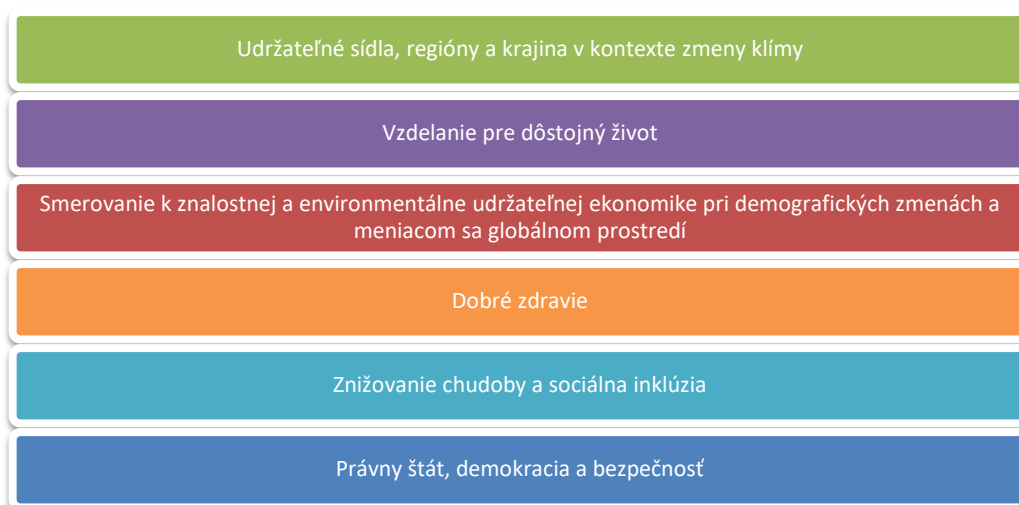 Udržateľné sídla, regióny a krajina v kontexte zmeny klímy
Vzdelanie pre dôstojný život
Smerovanie k znalostnej a environmentálne udržateľnej ekonomike pri demografických zmenách a
meniacom sa globálnom prostredí
Dobré zdravie
Znižovanie chudoby a sociálna inklúzia
Právny štát, demokracia a bezpečnosť